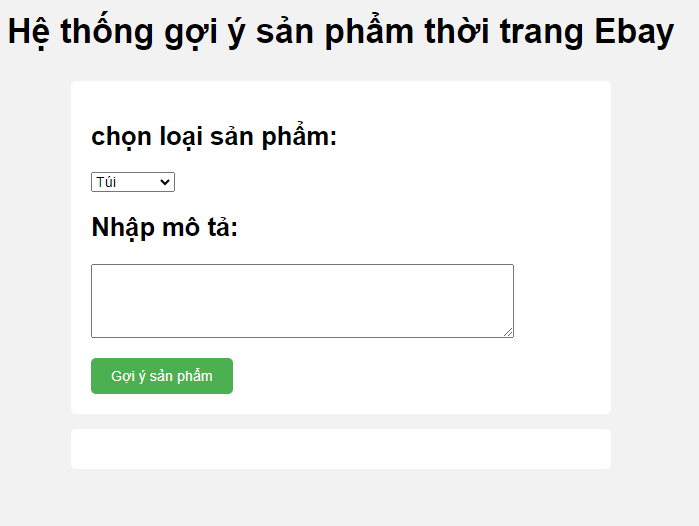 Hệ thống gợi ý sản phẩm thời trang Ebay
chọn loại sản phẩm:
Túi
Nhập mô tả:
Gợi ý sản phẩm